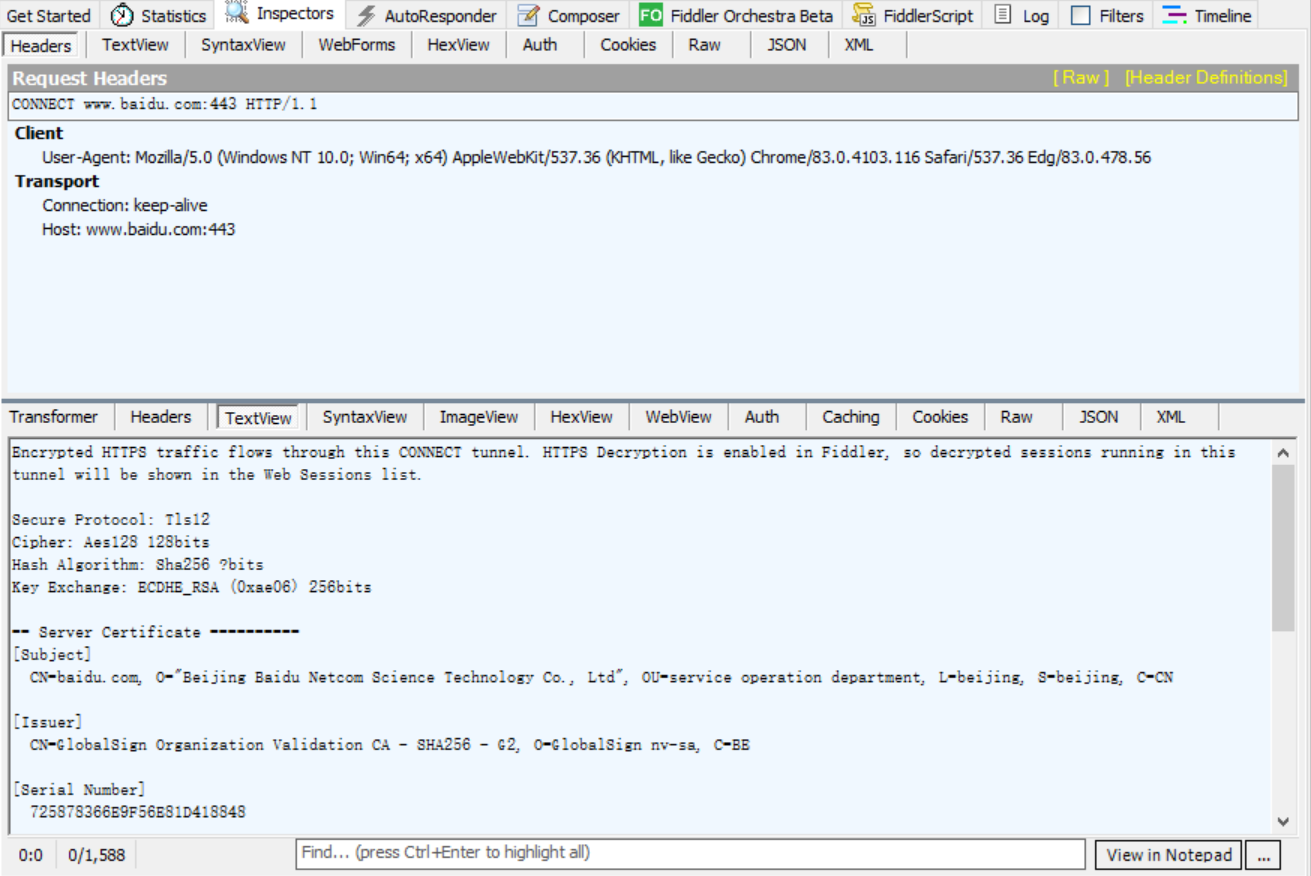 Get Started Statistics Inspectors AutoResponder Composer FO Fiddler Orchestra Beta FiddlerScript Log Filters Timeline
Headers TextView SyntaxView WebForms HexView Auth Cookies Raw JSON XML
Request Headers [ Raw ] [Header Definitions]
CONNECT www.baidu.com:443 HTTP/1.1
Client
User-Agent: Mozilla/5.0 (Windows NT 10.0; Win64; x64) AppleWebKit/537.36 (KHTML, like Gecko) Chrome/83.0.4103.116 Safari/537.36 Edg/83.0.478.56
Transport
Connection: keep-alive
Host: www.baidu.com:443
Transformer Headers TextView SyntaxView ImageView HexView WebView Auth Caching Cookies Raw JSON XML
Encrypted HTTPS traffic flows through this CONNECT tunnel. HTTPS Decryption is enabled in Fiddler, so decrypted sessions running in this
tunnel will be shown in the Web Sessions list.
Secure Protocol: Tls12
Cipher: Aes128 128bits
Hash Algorithm: Sha256 ?bits
Key Exchange: ECDHE_RSA (0xae06) 256bits
-- Server Certificate ----------
[Subject]
CN=baidu.com, O="Beijing Baidu Netcom Science Technology Co., Ltd", OU=service operation department, L=beijing, S=beijing, C=CN
[Issuer]
CN=GlobalSign Organization Validation CA - SHA256 - G2, O=GlobalSign nv-sa, C=BE
[Serial Number]
725878366E9F56E81D418848
0:0 0/1,588 Find... (press Ctrl+Enter to highlight all) View in Notepad ...